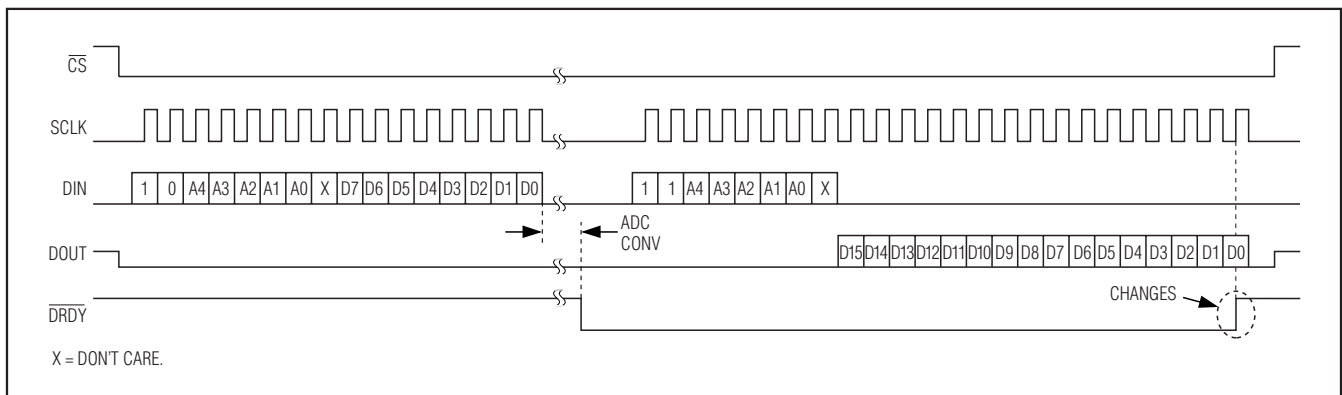 CS
SCLK
DIN 1 0 A4 A3 A2 A1 A0 X D7 D6 D5 D4 D3 D2 D1 D0 1 1 A4 A3 A2 A1 A0 X
ADC
CONV
DOUT D15 D14 D13 D12 D11 D10 D9 D8 D7 D6 D5 D4 D3 D2 D1 D0
CHANGES
DRDY
X = DON'T CARE.